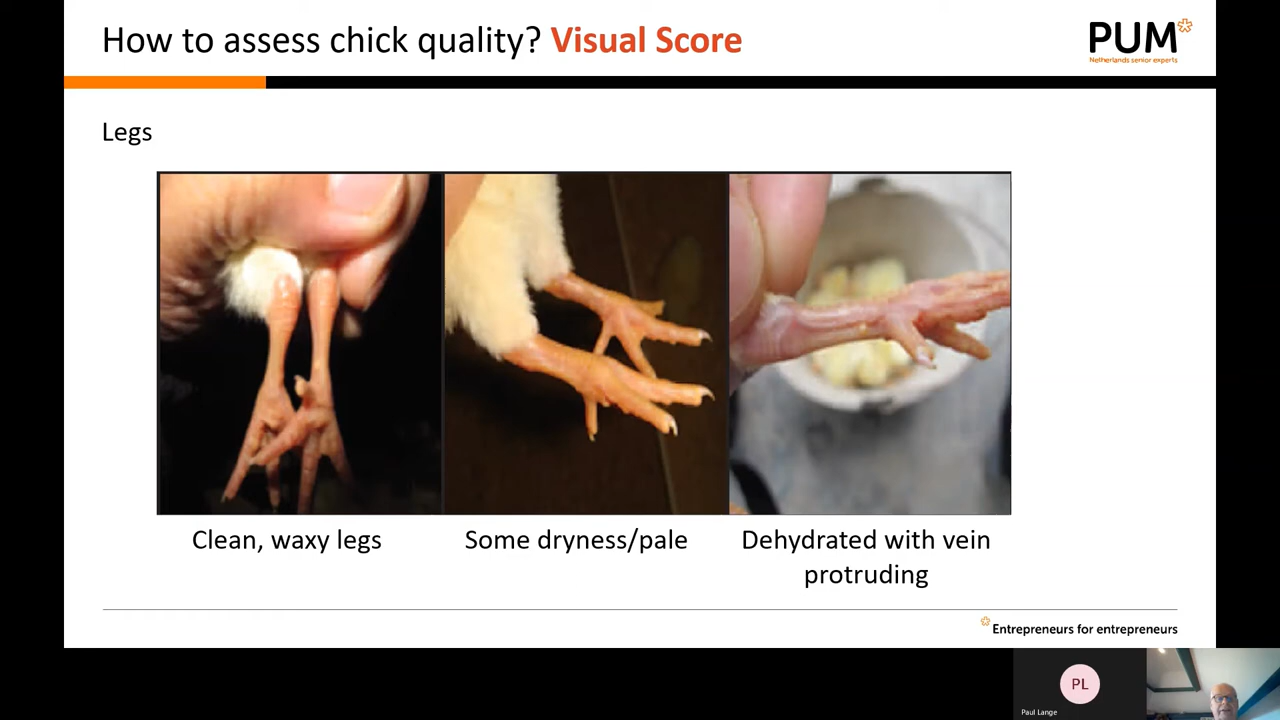 How to assess chick quality? Visual Score
PUM
Netherlands senior experts
Legs
Clean, waxy legs
Some dryness/pale
Dehydrated with vein
protruding
Entrepreneurs for entrepreneurs
PL
Paul Lange